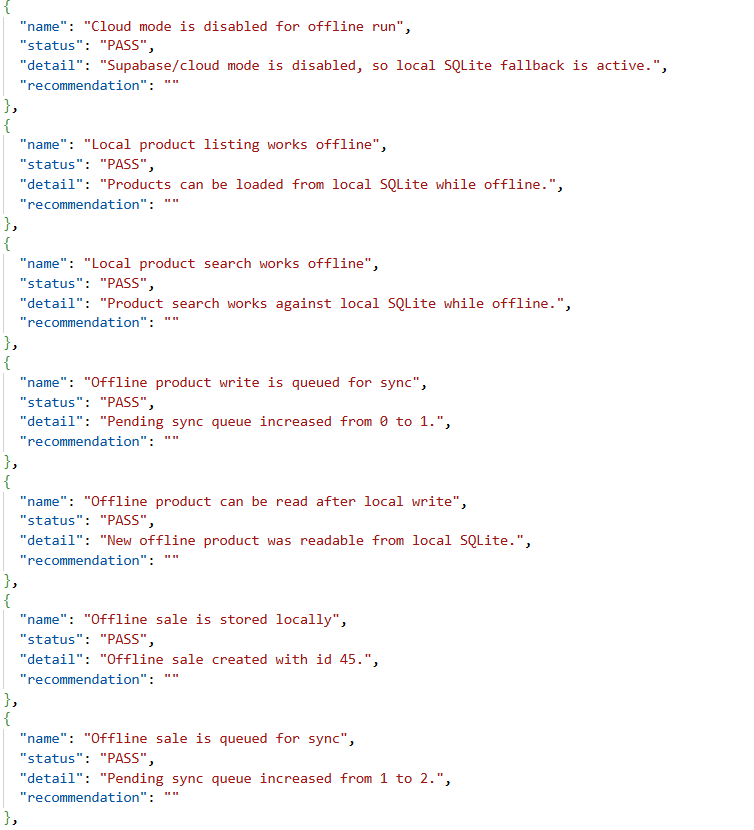 {
"name": "Cloud mode is disabled for offline run",
"status": "PASS",
"detail": "Supabase/cloud mode is disabled, so local SQLite fallback is active.",
"recommendation": ""
},
{
"name": "Local product listing works offline",
"status": "PASS",
"detail": "Products can be loaded from local SQLite while offline.",
"recommendation": ""
},
{
"name": "Local product search works offline",
"status": "PASS",
"detail": "Product search works against local SQLite while offline.",
"recommendation": ""
},
{
"name": "Offline product write is queued for sync",
"status": "PASS",
"detail": "Pending sync queue increased from 0 to 1.",
"recommendation": ""
},
{
"name": "Offline product can be read after local write",
"status": "PASS",
"detail": "New offline product was readable from local SQLite.",
"recommendation": ""
},
{
"name": "Offline sale is stored locally",
"status": "PASS",
"detail": "Offline sale created with id 45.",
"recommendation": ""
},
{
"name": "Offline sale is queued for sync",
"status": "PASS",
"detail": "Pending sync queue increased from 1 to 2.",
"recommendation": ""
},